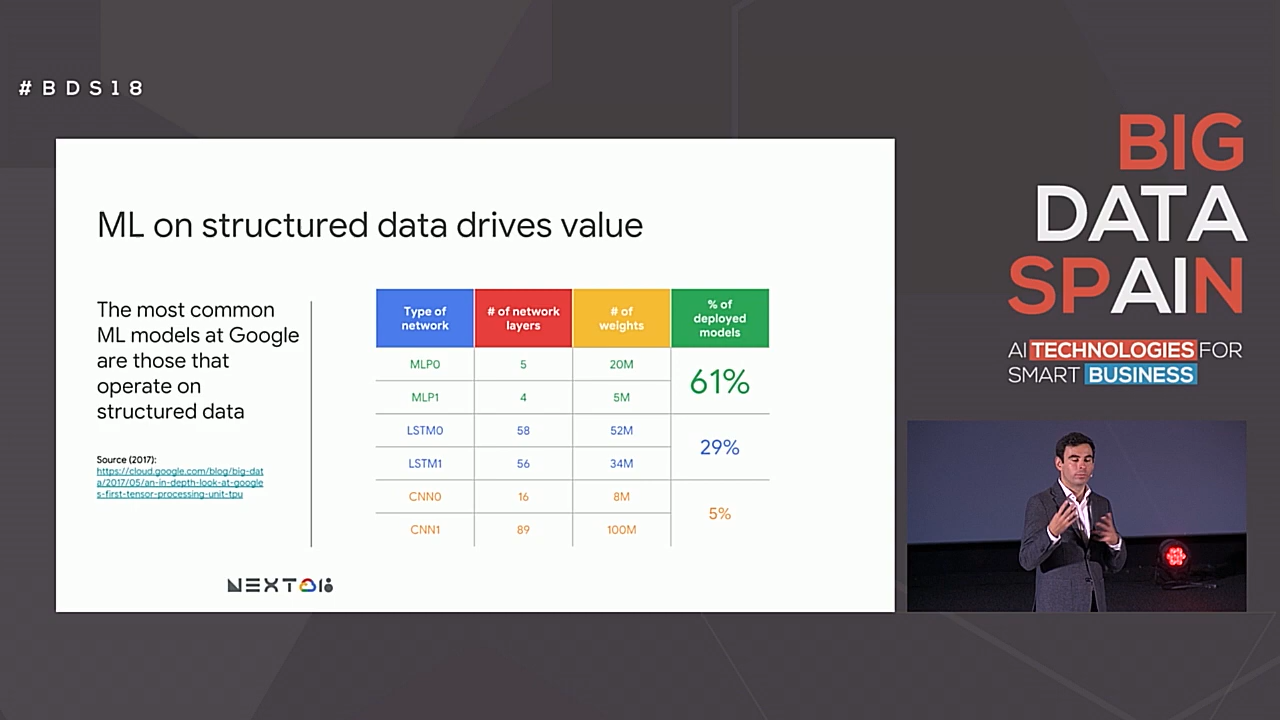 #BDS18
ML on structured data drives value
The most common
ML models at Google
are those that
operate on
structured data
Source (2017):
https://cloud.google.com/blog/big-dat
a/2017/05/an-in-depth-look-at-google
s-first-tensor-processing-unit-tpu
Type of
network
# of network
layers
# of
weights
% of
deployed
models
MLP0 5 20M
61%
MLP1 4 5M
LSTM0 58 52M
29%
LSTM1 56 34M
CNN0 16 8M
5%
CNN1 89 100M
NEXT018
BIG
DATA
SPAIN
AI TECHNOLOGIES FOR
SMART BUSINESS